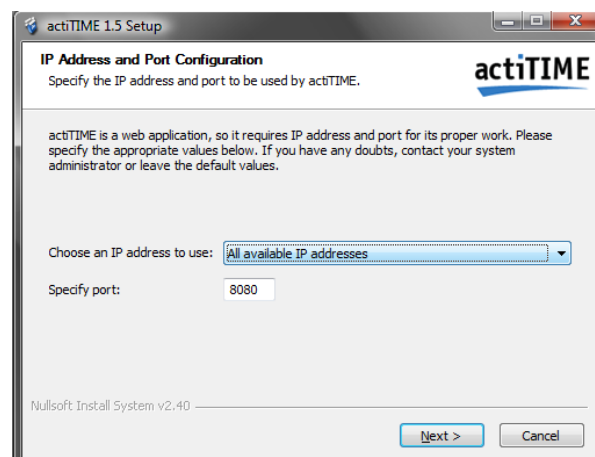 actiTIME 1.5 Setup
IP Address and Port Configuration
Specify the IP address and port to be used by actiTIME.
actiTIME
actiTIME is a web application, so it requires IP address and port for its proper work. Please
specify the appropriate values below. If you have any doubts, contact your system
administrator or leave the default values.
Choose an IP address to use: All available IP addresses
Specify port: 8080
Nullsoft Install System v2.40
Next > Cancel